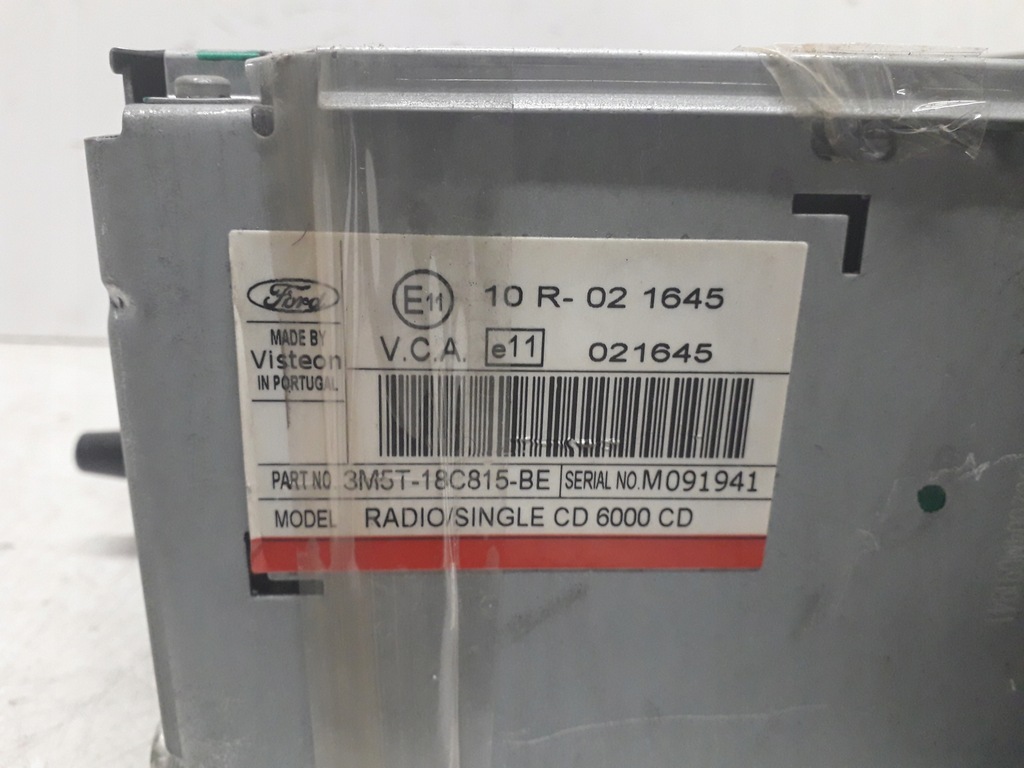 Ford
MADE BY
Visteon
IN PORTUGAL
E11 10 R- 02 1645
V.C.A. e11 021645
PART NO 3M5T-18C815-BE SERIAL NO. M091941
MODEL RADIO/SINGLE CD 6000 CD